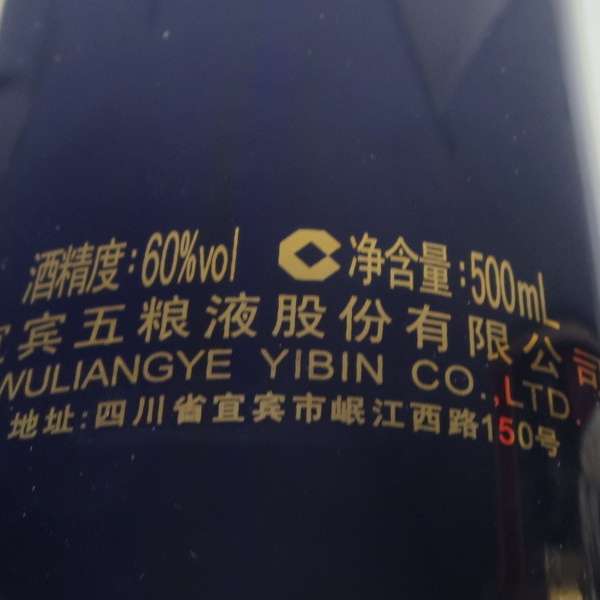 酒精度:60%vol 净含量:500mL
宜宾五粮液股份有限公司
WULIANGYE YIBIN CO.,LTD.
地址:四川省宜宾市岷江西路150号